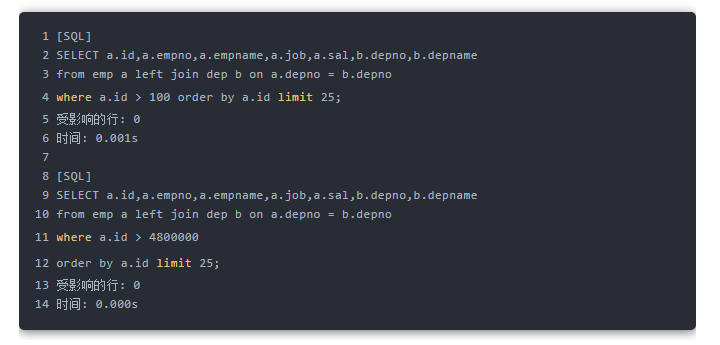 1 [SQL]
2 SELECT a.id,a.empno,a.empname,a.job,a.sal,b.depno,b.depname
3 from emp a left join dep b on a.depno = b.depno
4 where a.id > 100 order by a.id limit 25;
5 受影响的行: 0
6 时间: 0.001s
7
8 [SQL]
9 SELECT a.id,a.empno,a.empname,a.job,a.sal,b.depno,b.depname
10 from emp a left join dep b on a.depno = b.depno
11 where a.id > 4800000
12 order by a.id limit 25;
13 受影响的行: 0
14 时间: 0.000s